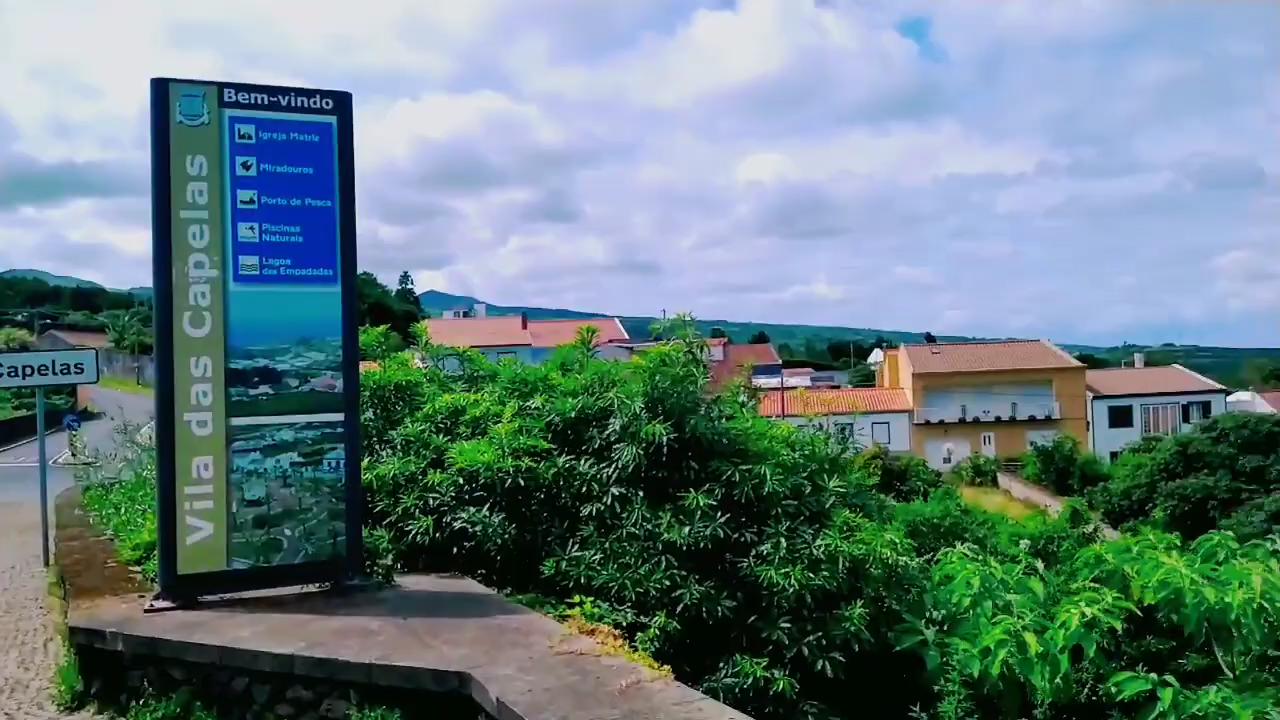 Bem-vindo
Igreja Matriz
Miradouros
Porto de Pesca
Piscinas
Naturais
Lagoa
das Empadadas
Vila das Capelas
Capelas